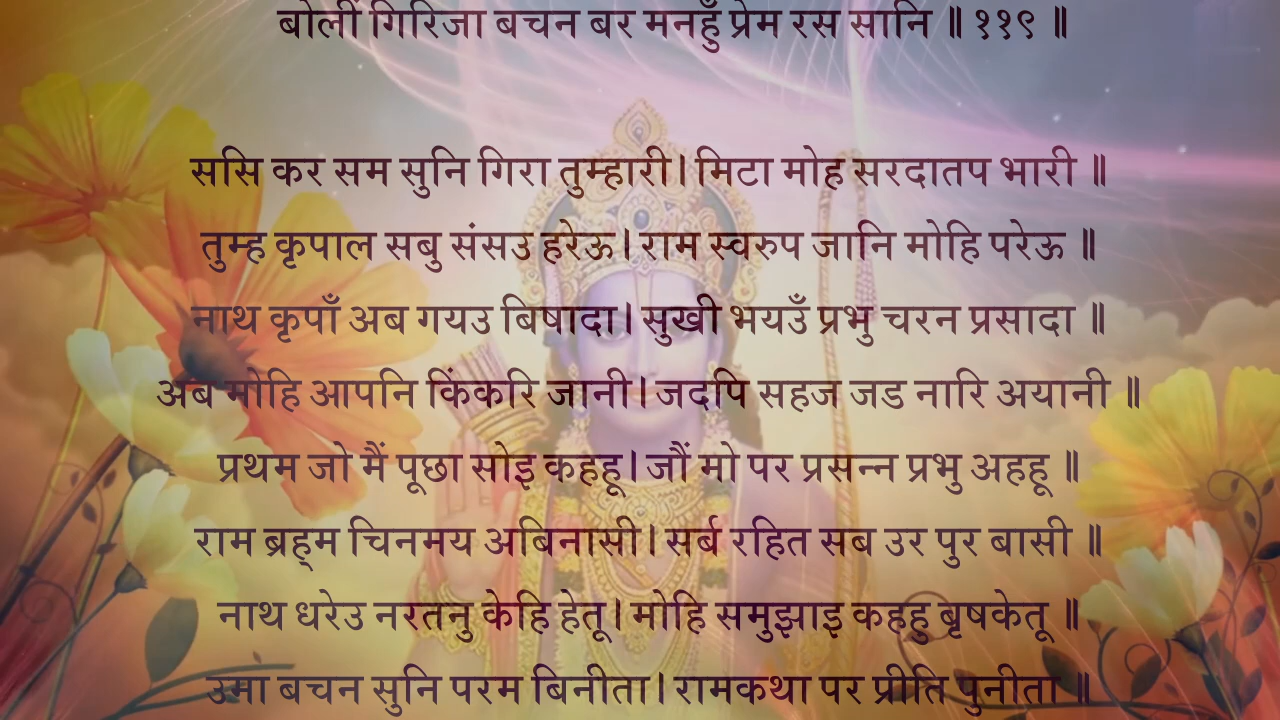 बोलीं गिरिजा बचन बर मनहुँ प्रेम रस सानि ॥ ११९ ॥
ससि कर सम सुनि गिरा तुम्हारी। मिटा मोह सरदातप भारी ॥
तुम्ह कृपाल सबु संसउ हरेऊ। राम स्वरुप जानि मोहि परेऊ ॥
नाथ कृपाँ अब गयउ बिषादा। सुखी भयउँ प्रभु चरन प्रसादा ॥
अब मोहि आपनि किंकरि जानी। जदपि सहज जड नारि अयानी ॥
प्रथम जो मैं पूछा सोइ कहहू। जौं मो पर प्रसन्न प्रभु अहहू ॥
राम ब्रह्म चिनमय अबिनासी। सर्ब रहित सब उर पुर बासी ॥
नाथ धरेउ नरतनु केहि हेतू। मोहि समुझाइ कहहु बृषकेतू ॥
उमा बचन सुनि परम बिनीता। रामकथा पर प्रीति पुनीता ॥